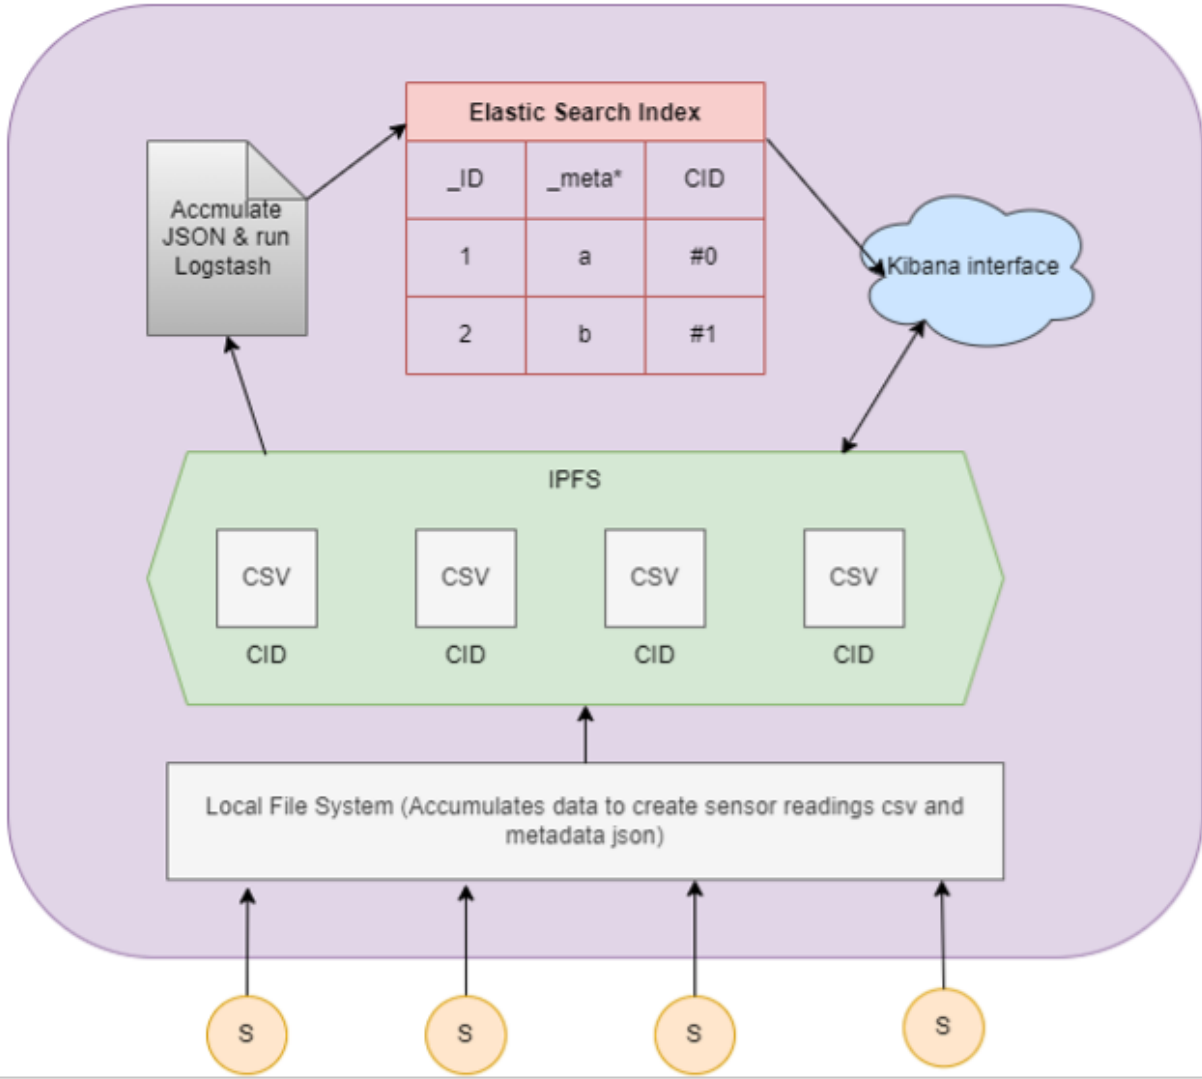 Elastic Search Index
_ID _meta* CID
1 a #0
2 b #1
Accmulate
JSON & run
Logstash
Kibana interface
IPFS
CSV CSV CSV CSV
CID CID CID CID
Local File System (Accumulates data to create sensor readings csv and
metadata json)
S S S S